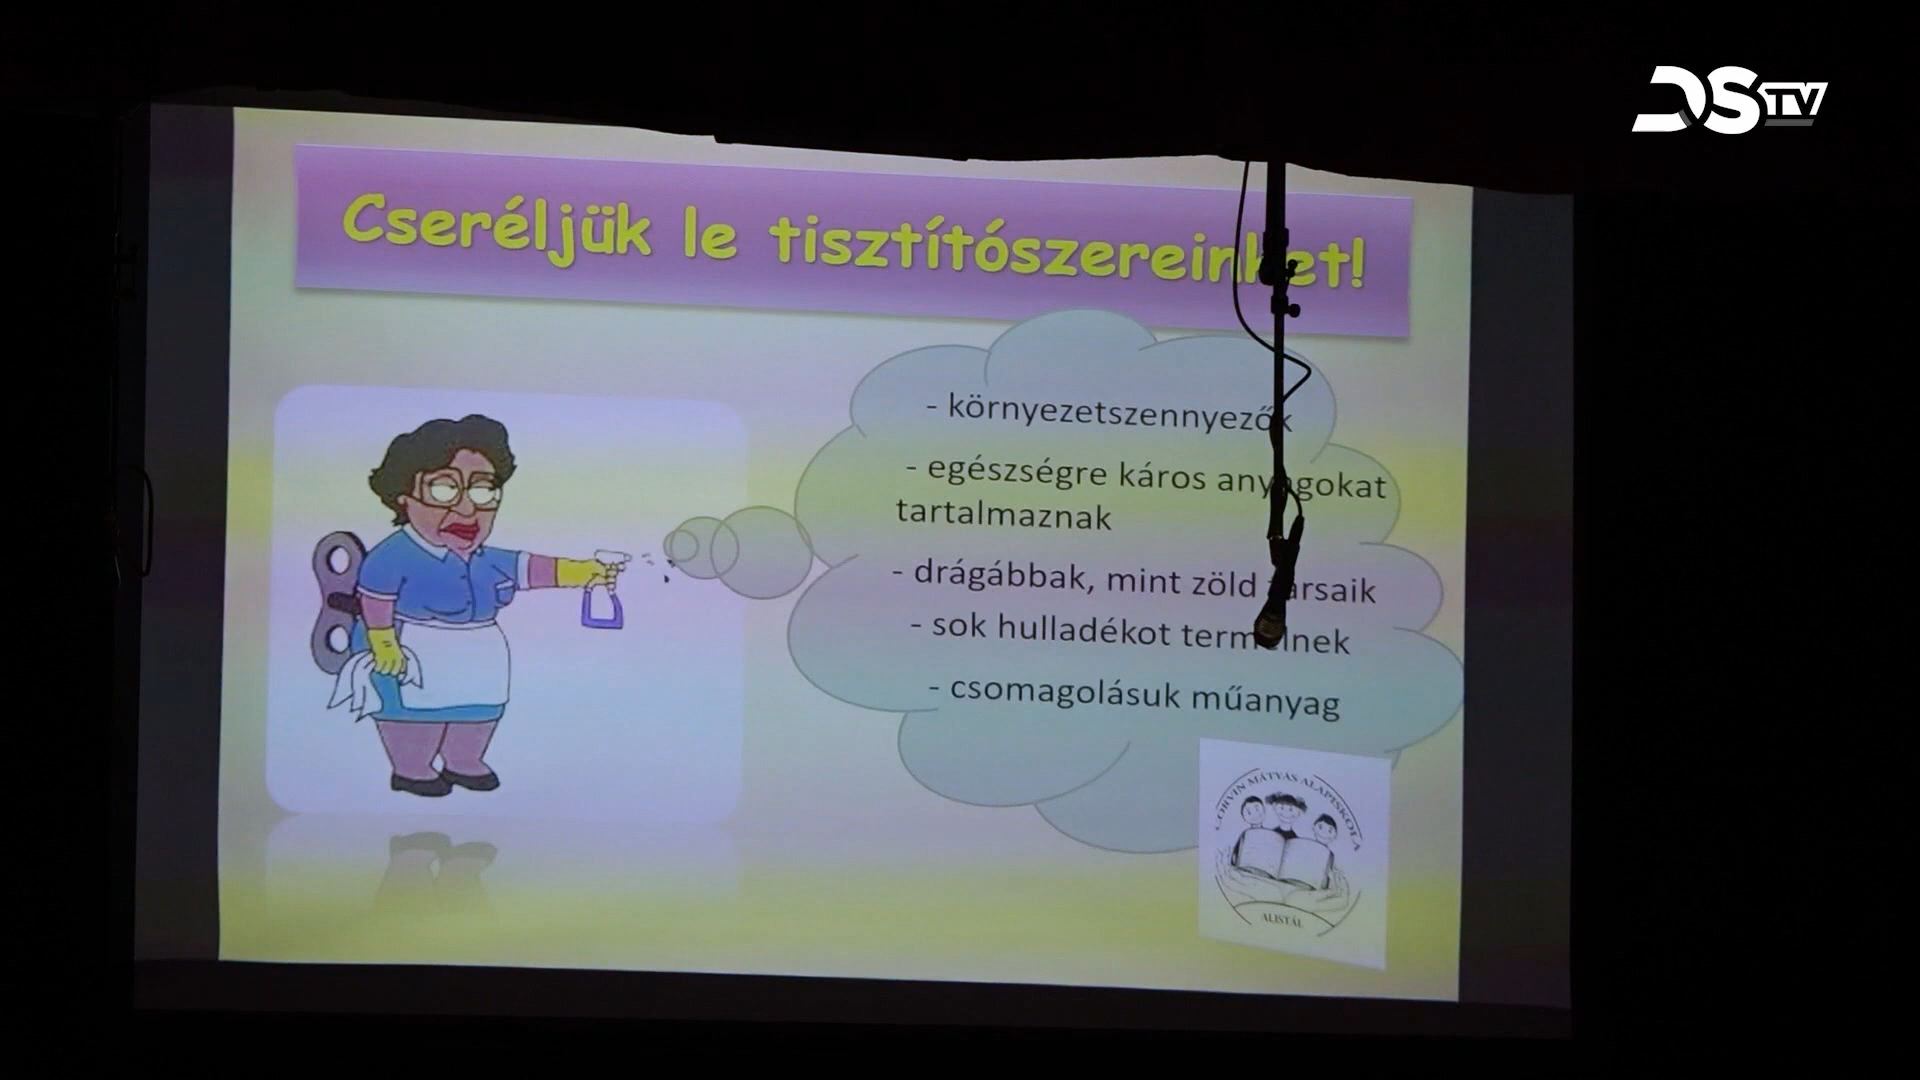 DSTV
Cseréljük le tisztítószereinket!
- környezetszennyezők
- egészségre káros anyagokat
tartalmaznak
- drágábbak, mint zöld társaik
- sok hulladékot termelnek
- csomagolásuk műanyag
CORVIN MÁTYÁS ALAPISKOLA
ALISTÁL